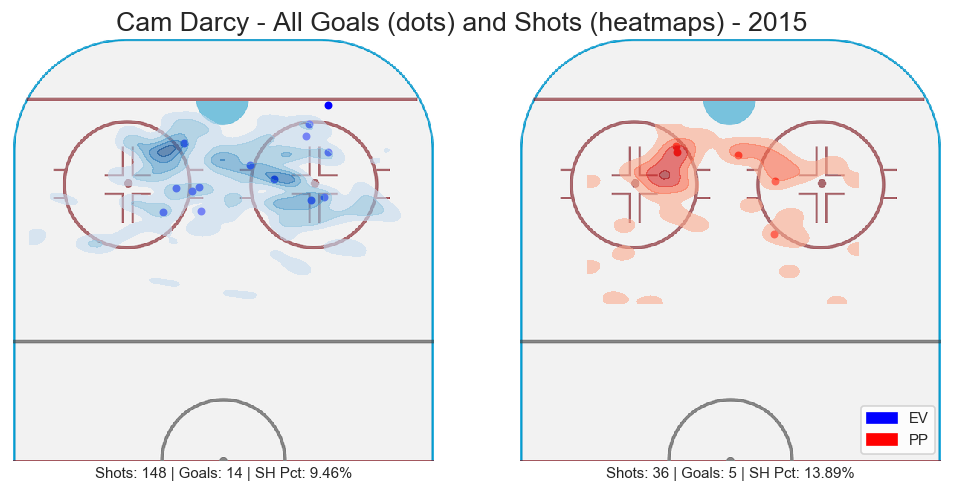 Cam Darcy - All Goals (dots) and Shots (heatmaps) - 2015
EV
PP
Shots: 148 | Goals: 14 | SH Pct: 9.46%
Shots: 36 | Goals: 5 | SH Pct: 13.89%